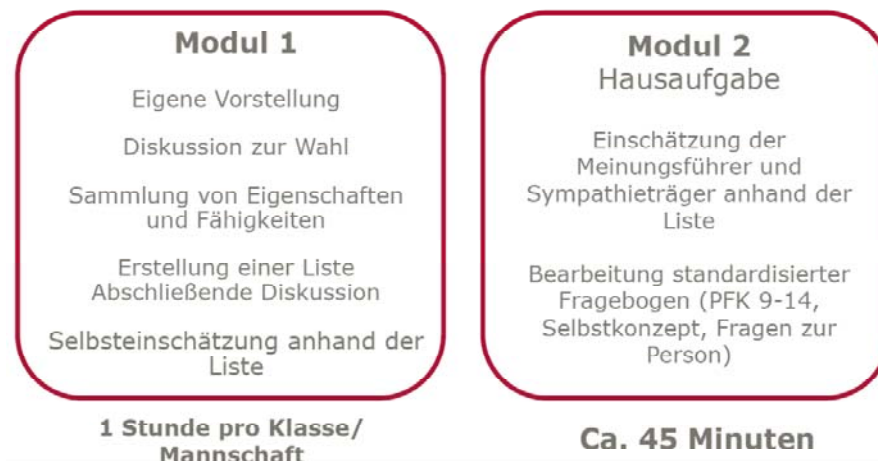 Modul 1
Eigene Vorstellung
Diskussion zur Wahl
Sammlung von Eigenschaften
und Fähigkeiten
Erstellung einer Liste
Abschließende Diskussion
Selbsteinschätzung anhand der
Liste
1 Stunde pro Klasse/
Mannschaft
Modul 2
Hausaufgabe
Einschätzung der
Meinungsführer und
Sympathieträger anhand der
Liste
Bearbeitung standardisierter
Fragebogen (PFK 9-14,
Selbstkonzept, Fragen zur
Person)
Ca. 45 Minuten